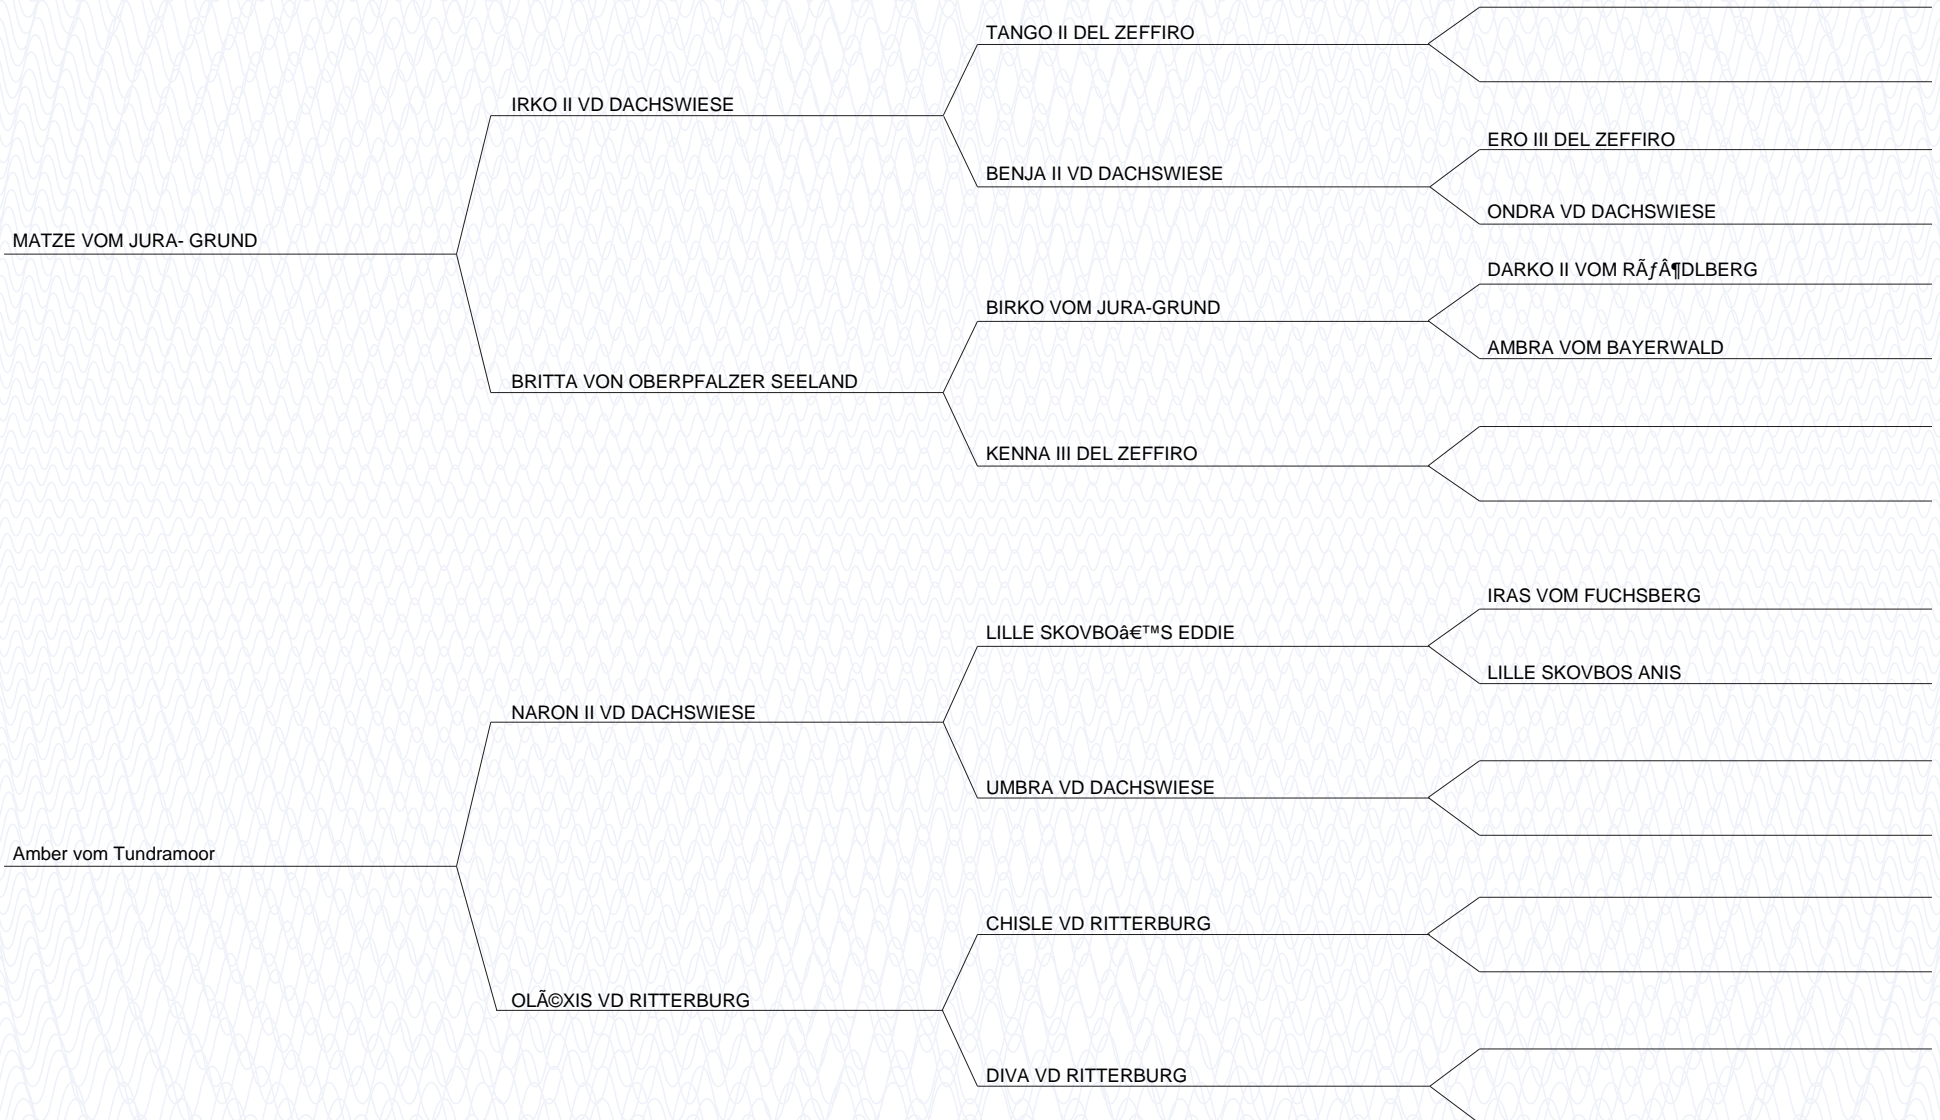 TANGO II DEL ZEFFIRO
IRKO II VD DACHSWIESE
ERO III DEL ZEFFIRO
BENJA II VD DACHSWIESE
ONDRA VD DACHSWIESE
MATZE VOM JURA- GRUND
DARKO II VOM RÃƒÂ¶DLBERG
BIRKO VOM JURA-GRUND
AMBRA VOM BAYERWALD
BRITTA VON OBERPFALZER SEELAND
KENNA III DEL ZEFFIRO
IRAS VOM FUCHSBERG
LILLE SKOVBOâ€™S EDDIE
LILLE SKOVBOS ANIS
NARON II VD DACHSWIESE
UMBRA VD DACHSWIESE
Amber vom Tundramoor
CHISLE VD RITTERBURG
OLÃ©XIS VD RITTERBURG
DIVA VD RITTERBURG